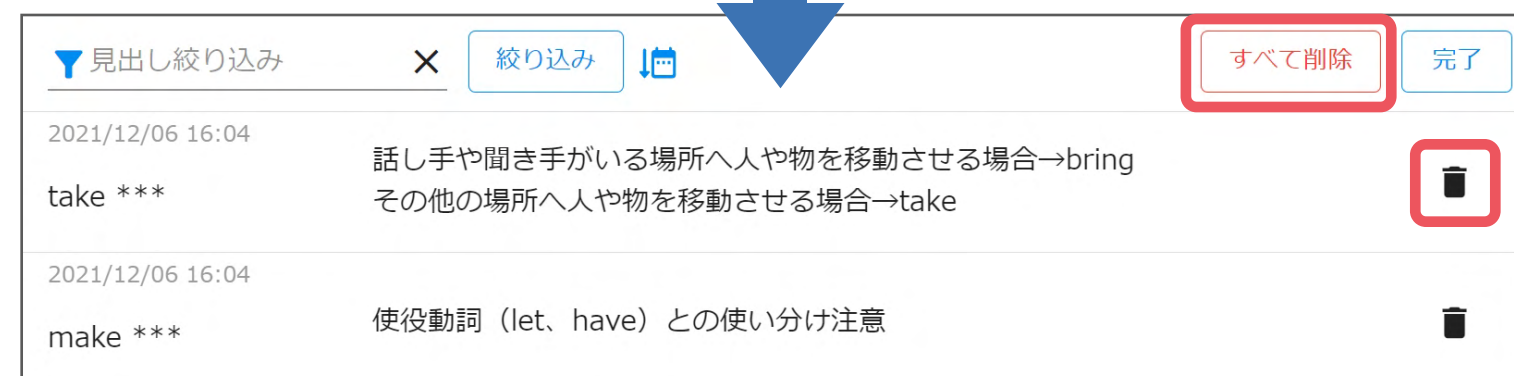 見出し絞り込み 絞り込み すべて削除 完了
2021/12/06 16:04
take ***
話し手や聞き手がいる場所へ人や物を移動させる場合→bring
その他の場所へ人や物を移動させる場合→take
2021/12/06 16:04
make ***
使役動詞（let、have）との使い分け注意